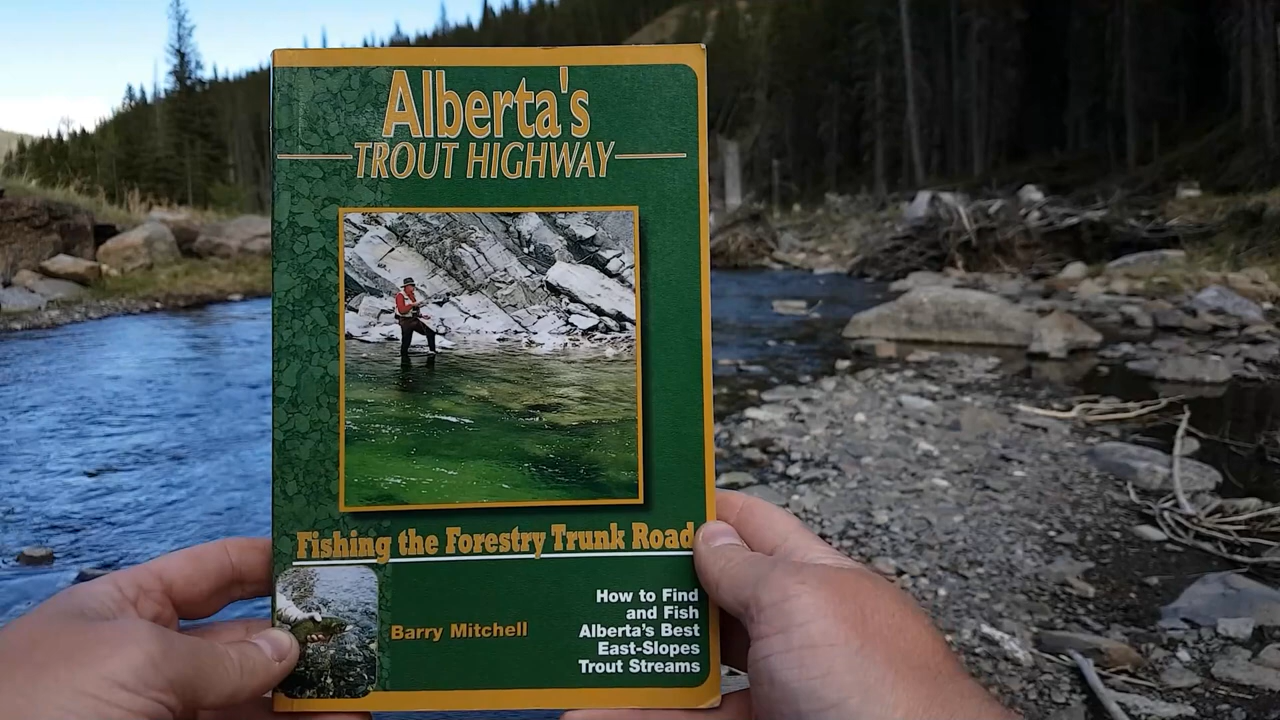 Alberta's
TROUT HIGHWAY
Fishing the Forestry Trunk Road
Barry Mitchell
How to Find
and Fish
Alberta's Best
East-Slopes
Trout Streams